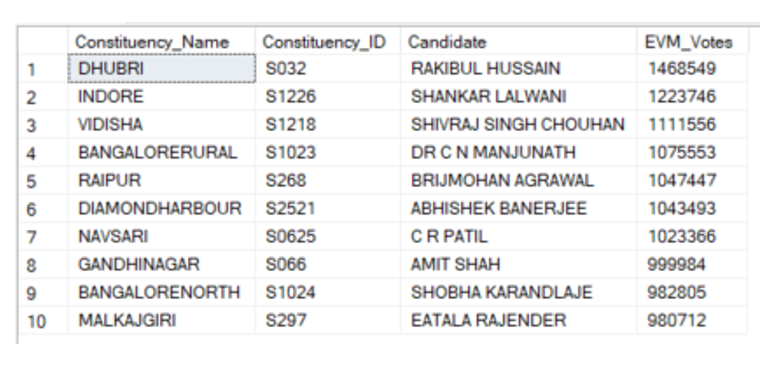 Constituency_Name Constituency_ID Candidate EVM_Votes
1 DHUBRI S032 RAKIBUL HUSSAIN 1468549
2 INDORE S1226 SHANKAR LALWANI 1223746
3 VIDISHA S1218 SHIVRAJ SINGH CHOUHAN 1111556
4 BANGALORERURAL S1023 DR C N MANJUNATH 1075553
5 RAIPUR S268 BRIJMOHAN AGRAWAL 1047447
6 DIAMONDHARBOUR S2521 ABHISHEK BANERJEE 1043493
7 NAVSARI S0625 C R PATIL 1023366
8 GANDHINAGAR S066 AMIT SHAH 999984
9 BANGALORENORTH S1024 SHOBHA KARANDLAJE 982805
10 MALKAJGIRI S297 EATALA RAJENDER 980712